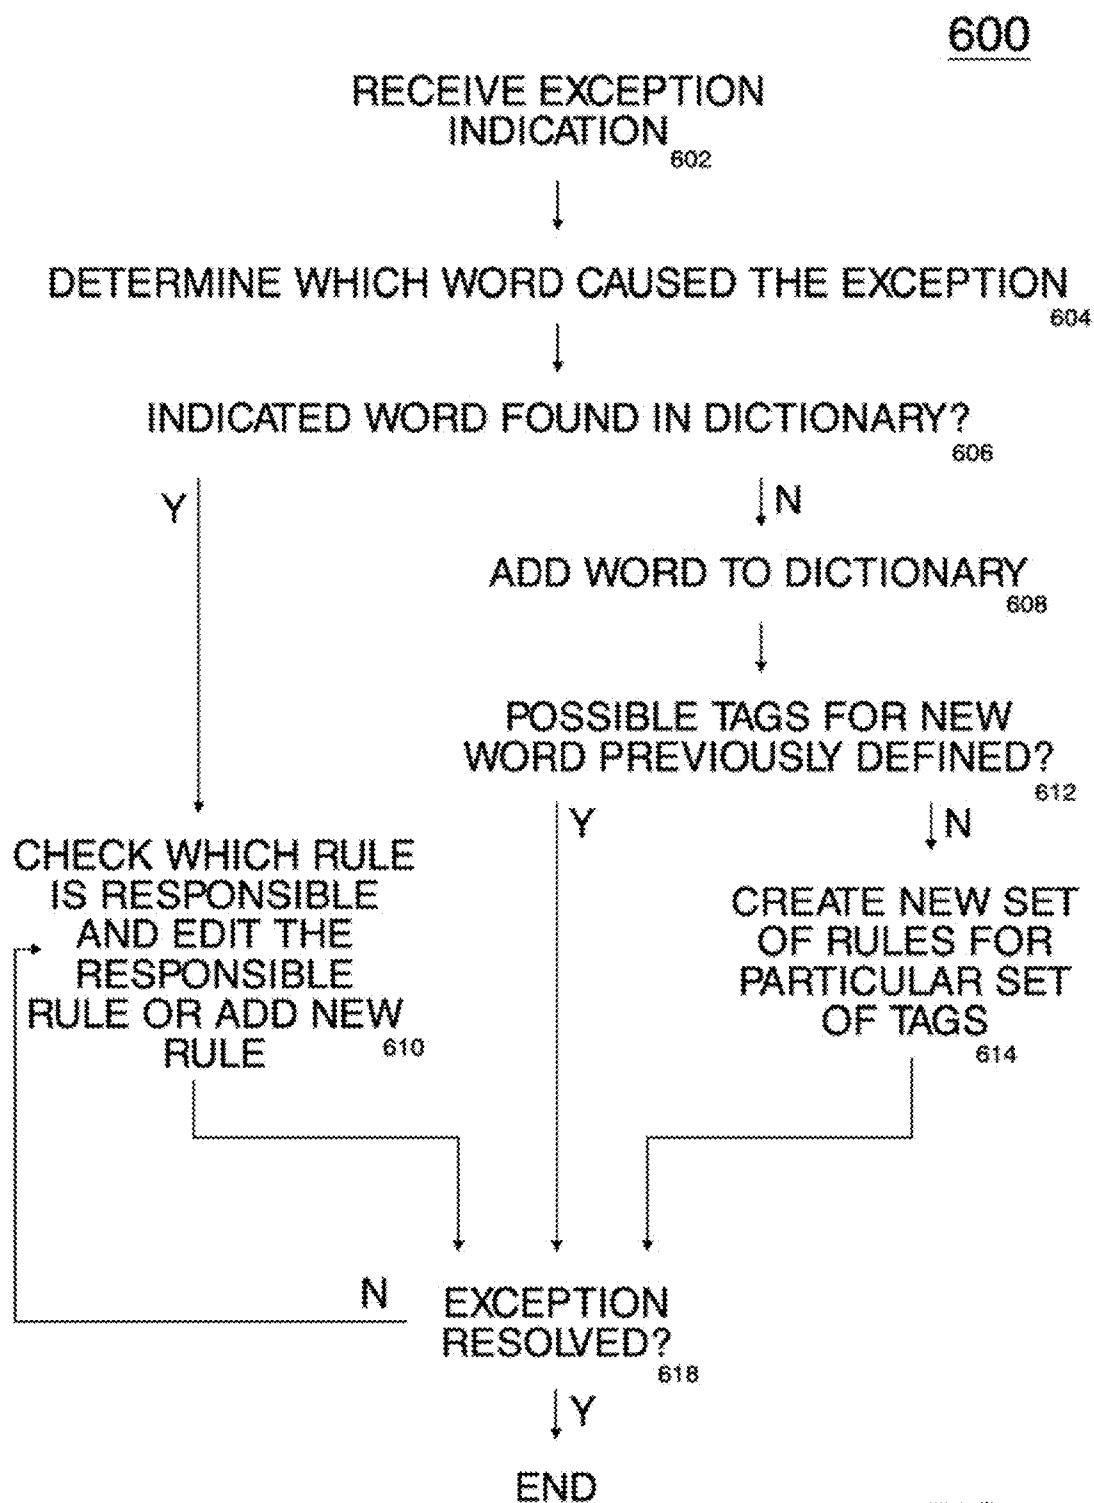 600
RECEIVE EXCEPTION
INDICATION
602
DETERMINE WHICH WORD CAUSED THE EXCEPTION
604
INDICATED WORD FOUND IN DICTIONARY?
606
Y
N
ADD WORD TO DICTIONARY
608
POSSIBLE TAGS FOR NEW
WORD PREVIOUSLY DEFINED?
612
Y
N
CHECK WHICH RULE
IS RESPONSIBLE
AND EDIT THE
RESPONSIBLE
RULE OR ADD NEW
RULE
610
CREATE NEW SET
OF RULES FOR
PARTICULAR SET
OF TAGS
614
N
EXCEPTION
RESOLVED?
618
Y
END